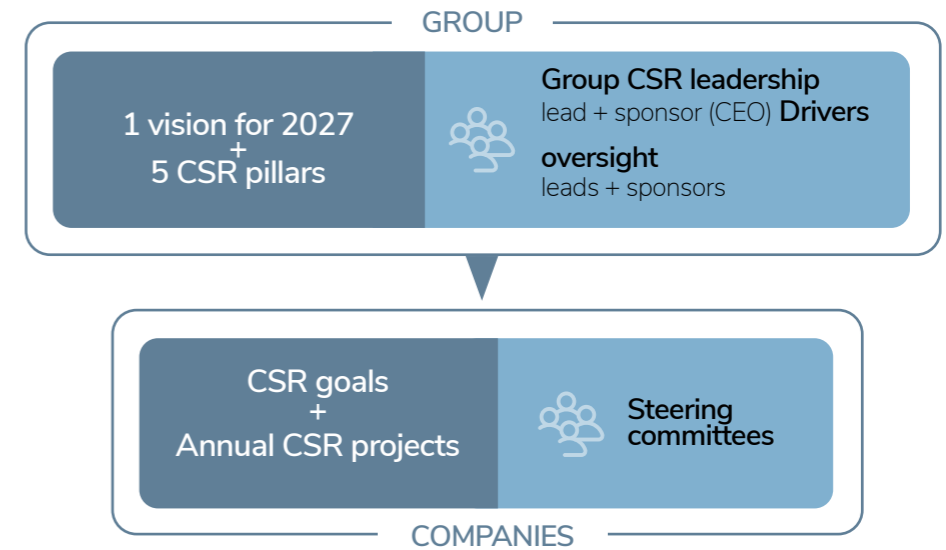 GROUP
1 vision for 2027
+
5 CSR pillars
Group CSR leadership
lead + sponsor (CEO) Drivers
oversight
leads + sponsors
CSR goals
+
Annual CSR projects
Steering
committees
COMPANIES